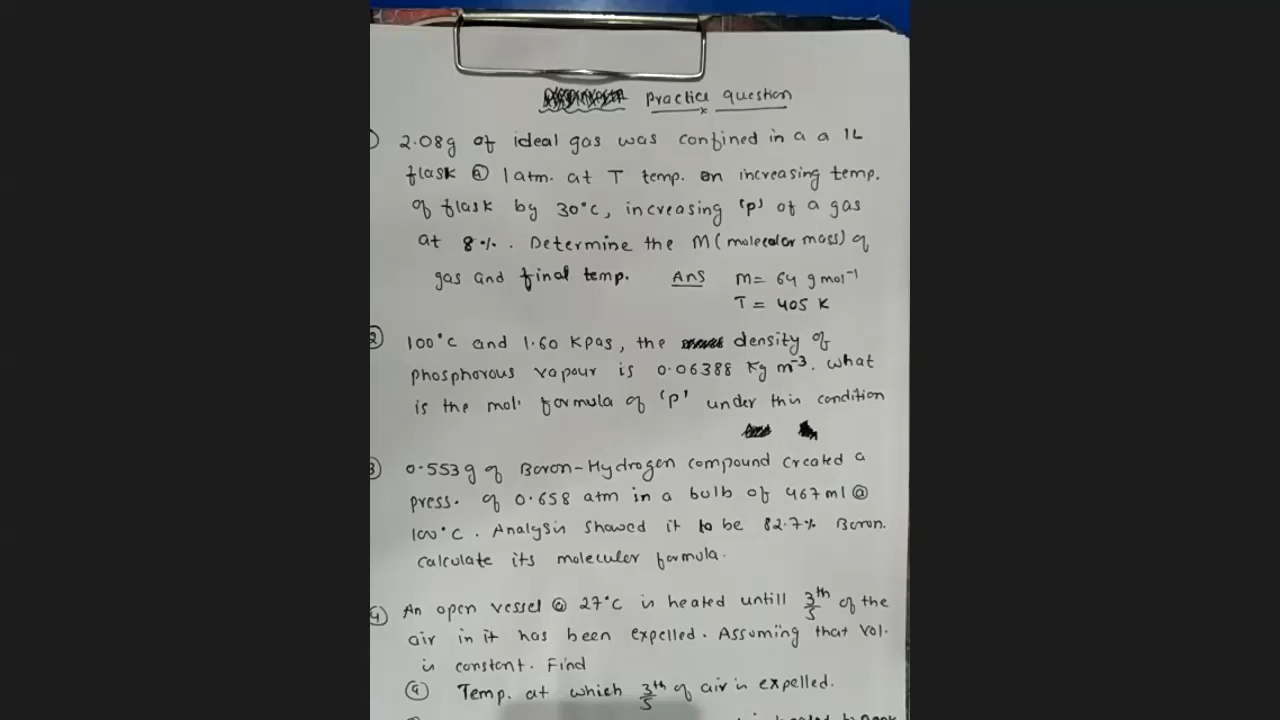 Practice Question
2.08g of ideal gas was confined in a a 1L
flask @ 1 atm. at T temp. on increasing temp.
of flask by 30°C, increasing 'p' of a gas
at 8%. Determine the M (molecular mass) of
gas and final temp. Ans M = 64 g mol⁻¹
T = 405 K
② 100°C and 1.60 Kpas, the density of
phosphorous vapour is 0.06388 Kg m⁻³. what
is the mol. formula of 'p' under this condition
3 0.553g of Boron-Hydrogen compound created a
press. of 0.658 atm in a bulb of 467 ml @
100°C. Analysis showed it to be 82.7% Boron.
calculate its molecular formula.
④ An open vessel @ 27°C is heated untill 3/5th of the
air in it has been expelled. Assuming that vol.
is constant. Find
ⓐ Temp. at which 3/5th of air is expelled.